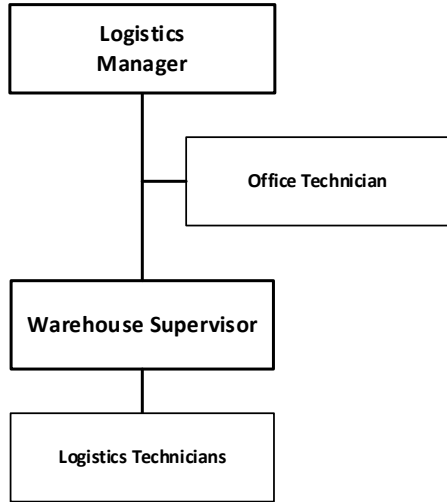 Logistics
Manager
Office Technician
Warehouse Supervisor
Logistics Technicians